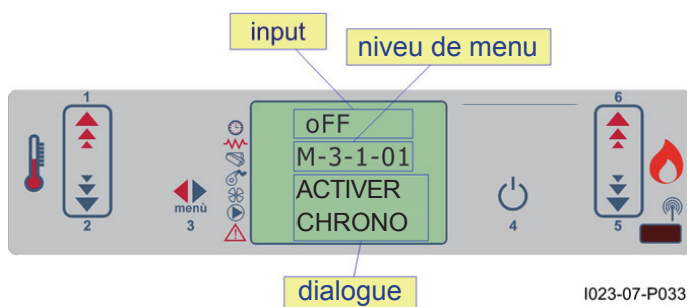 input
niveu de menu
1
6
oFF
M-3-1-01
ACTIVER
CHRONO
menù
2
3
4
5
dialogue
I023-07-P033